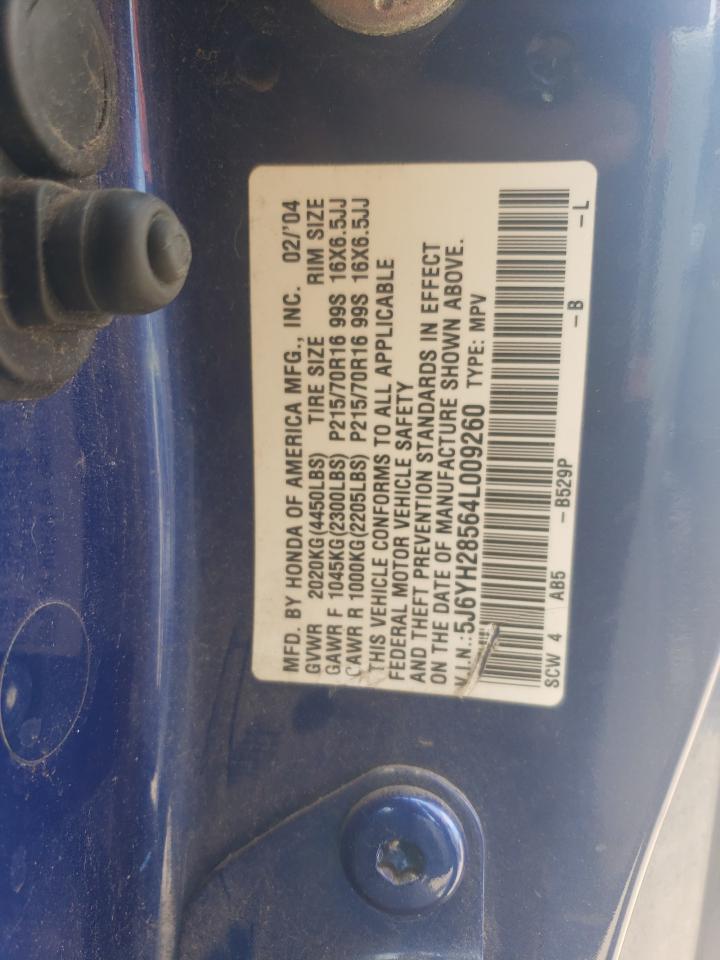 MFD. BY HONDA OF AMERICA MFG., INC. 02/'04
GVWR 2020KG(4450LBS) TIRE SIZE RIM SIZE
GAWR F 1045KG(2300LBS) P215/70R16 99S 16X6.5JJ
GAWR R 1000KG(2205LBS) P215/70R16 99S 16X6.5JJ
THIS VEHICLE CONFORMS TO ALL APPLICABLE
FEDERAL MOTOR VEHICLE SAFETY
AND THEFT PREVENTION STANDARDS IN EFFECT
ON THE DATE OF MANUFACTURE SHOWN ABOVE.
V.I.N.:5J6YH28564L009260 TYPE: MPV
SCW 4 AB5 -B529P -B -L